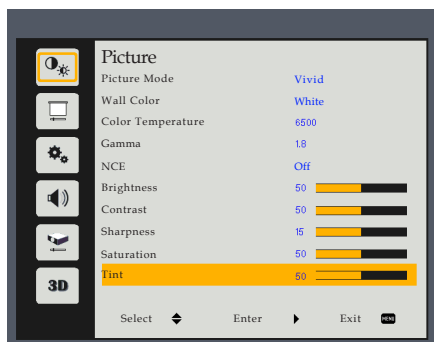 Picture
Picture Mode Vivid
Wall Color White
Color Temperature 6500
Gamma 1.8
NCE Off
Brightness 50
Contrast 50
Sharpness 15
Saturation 50
Tint 50
3D
Select Enter Exit MENU